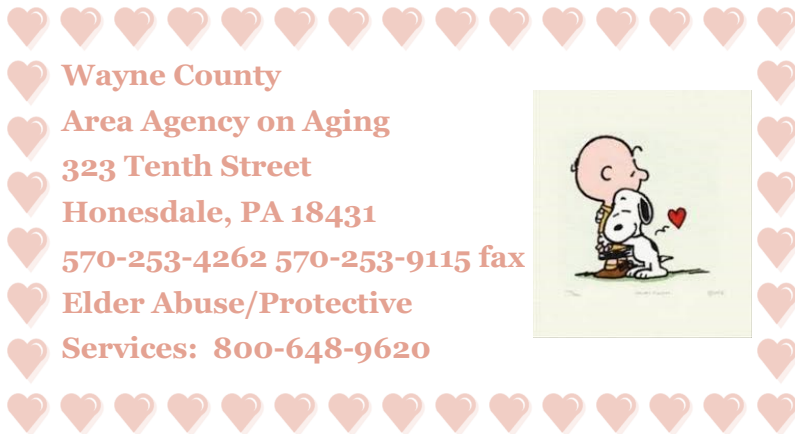 Wayne County
Area Agency on Aging
323 Tenth Street
Honesdale, PA 18431
570-253-4262 570-253-9115 fax
Elder Abuse/Protective
Services:  800-648-9620